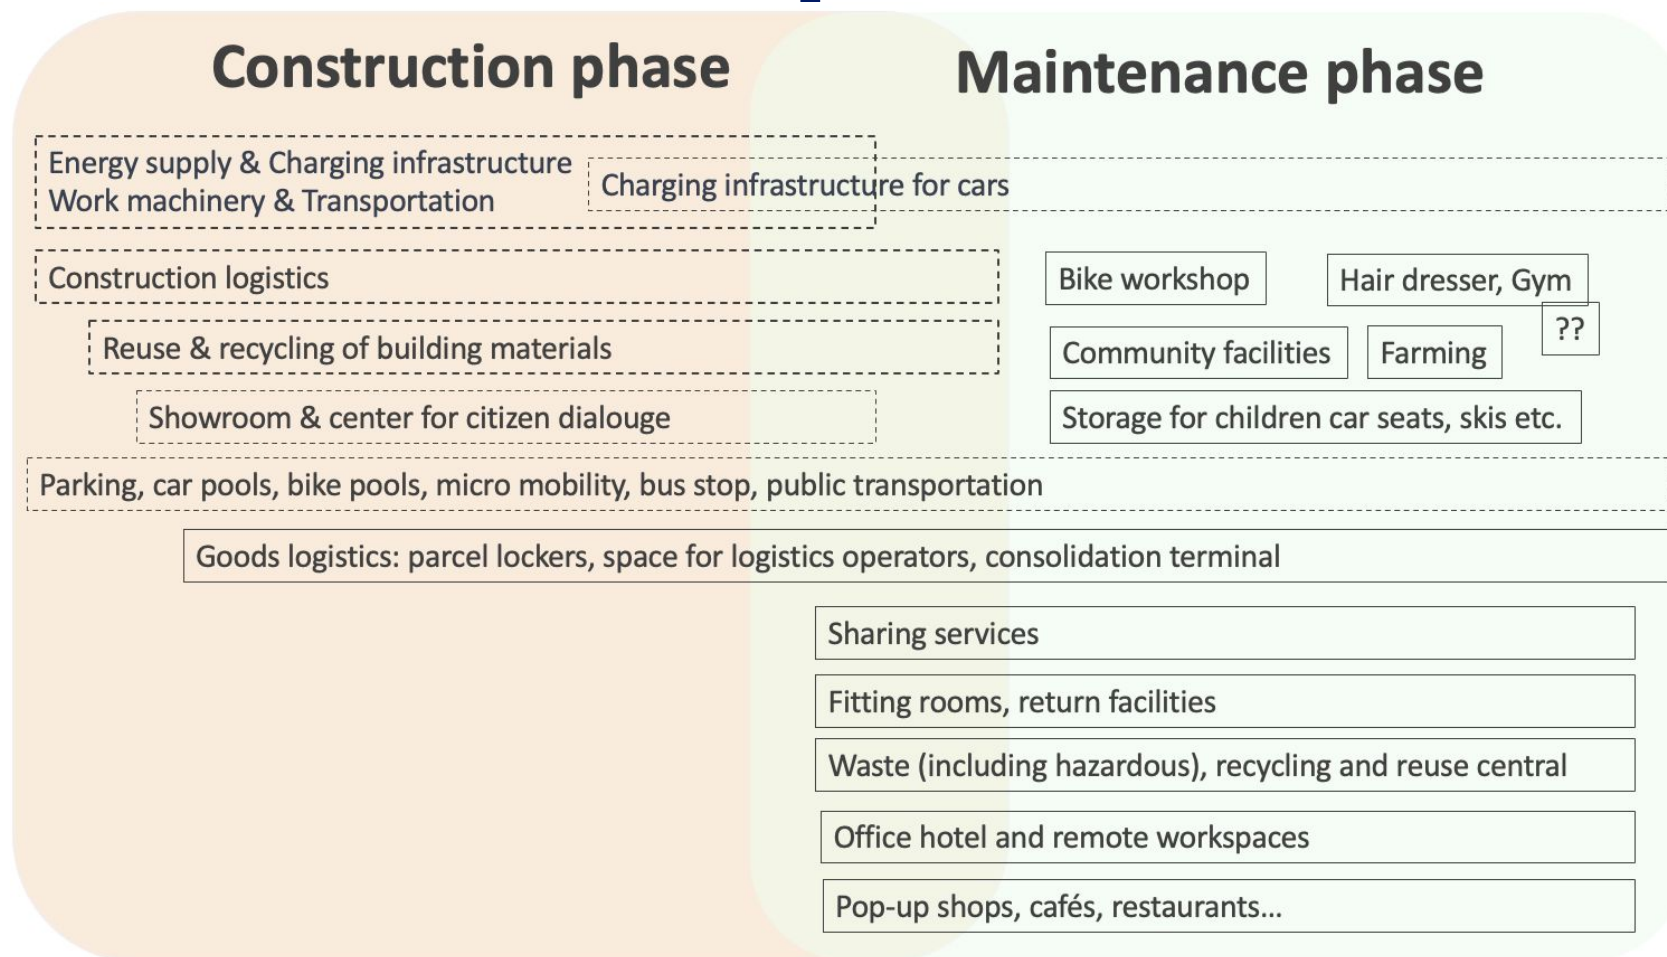 Construction phase
Maintenance phase
Energy supply & Charging infrastructure
Work machinery & Transportation
Charging infrastructure for cars
Construction logistics
Bike workshop
Hair dresser, Gym
??
Reuse & recycling of building materials
Community facilities
Farming
Showroom & center for citizen dialouge
Storage for children car seats, skis etc.
Parking, car pools, bike pools, micro mobility, bus stop, public transportation
Goods logistics: parcel lockers, space for logistics operators, consolidation terminal
Sharing services
Fitting rooms, return facilities
Waste (including hazardous), recycling and reuse central
Office hotel and remote workspaces
Pop-up shops, cafés, restaurants...